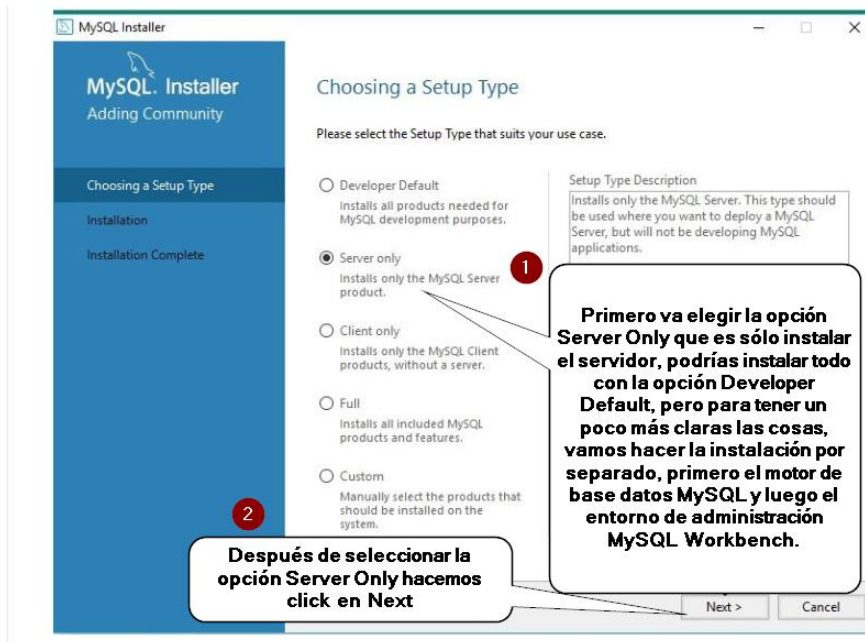 MySQL Installer
MySQL. Installer
Adding Community
Choosing a Setup Type
Installation
Installation Complete
Choosing a Setup Type
Please select the Setup Type that suits your use case.
Developer Default
Installs all products needed for
MySQL development purposes.
Server only
Installs only the MySQL Server
product.
Client only
Installs only the MySQL Client
products, without a server.
Full
Installs all included MySQL
products and features.
Custom
Manually select the products that
should be installed on the
system.
Setup Type Description
Installs only the MySQL Server. This type should
be used where you want to deploy a MySQL
Server, but will not be developing MySQL
applications.
1
Primero va elegir la opción
Server Only que es sólo instalar
el servidor, podrías instalar todo
con la opción Developer
Default, pero para tener un
poco más claras las cosas,
vamos hacer la instalación por
separado, primero el motor de
base datos MySQL y luego el
entorno de administración
MySQL Workbench.
2
Después de seleccionar la
opción Server Only hacemos
click en Next
Next >
Cancel